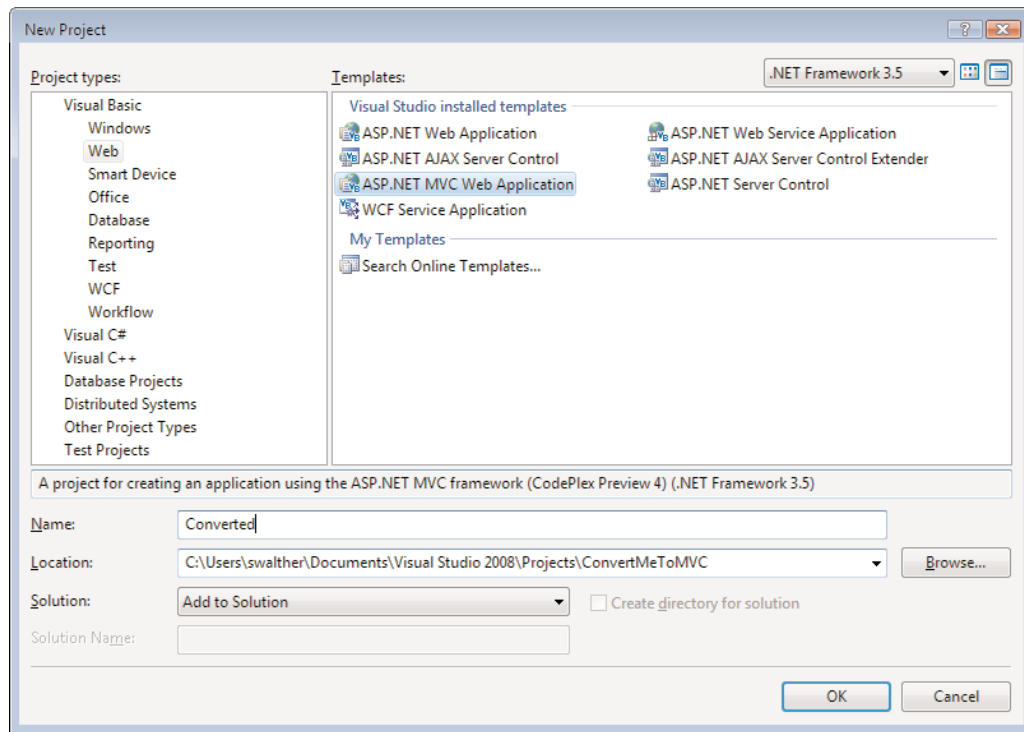 New Project
Project types:
Templates:
.NET Framework 3.5
Visual Basic
Windows
Web
Smart Device
Office
Database
Reporting
Test
WCF
Workflow
Visual C#
Visual C++
Database Projects
Distributed Systems
Other Project Types
Test Projects
Visual Studio installed templates
ASP.NET Web Application
ASP.NET Web Service Application
ASP.NET AJAX Server Control
ASP.NET AJAX Server Control Extender
ASP.NET MVC Web Application
ASP.NET Server Control
WCF Service Application
My Templates
Search Online Templates...
A project for creating an application using the ASP.NET MVC framework (CodePlex Preview 4) (.NET Framework 3.5)
Name:
Converted
Location:
C:\Users\swalther\Documents\Visual Studio 2008\Projects\ConvertMeToMVC
Browse...
Solution:
Add to Solution
Create directory for solution
Solution Name:
OK
Cancel